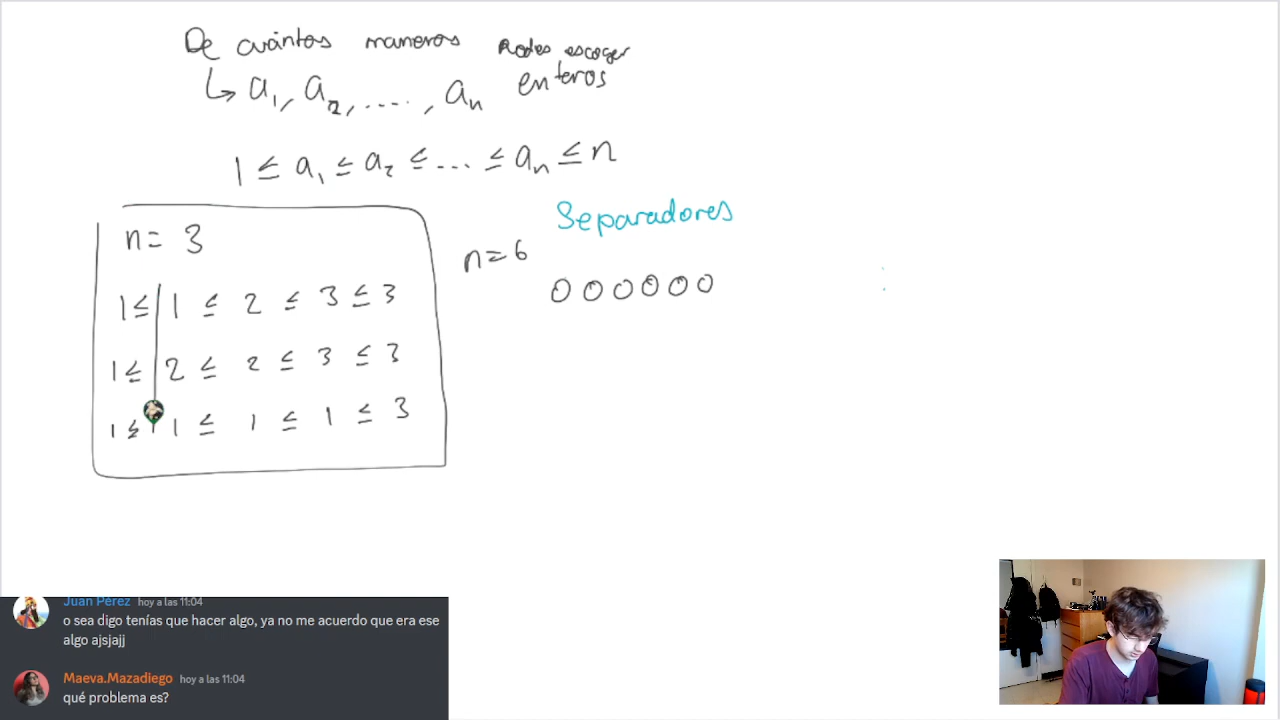 De cuántas maneras puedes escoger
↳ a₁, a₂, ...., aₙ enteros
1 ≤ a₁ ≤ a₂ ≤ ... ≤ aₙ ≤ n
Separadores
n = 3
n = 6
0 0 0 0 0 0
1 ≤ 1 ≤ 2 ≤ 3 ≤ 3
1 ≤ 2 ≤ 2 ≤ 3 ≤ 3
1 ≤ 1 ≤ 1 ≤ 1 ≤ 3
Juan Pérez hoy a las 11:04
o sea digo tenías que hacer algo, ya no me acuerdo que era ese
algo ajsjajj
Maeva.Mazadiego hoy a las 11:04
qué problema es?